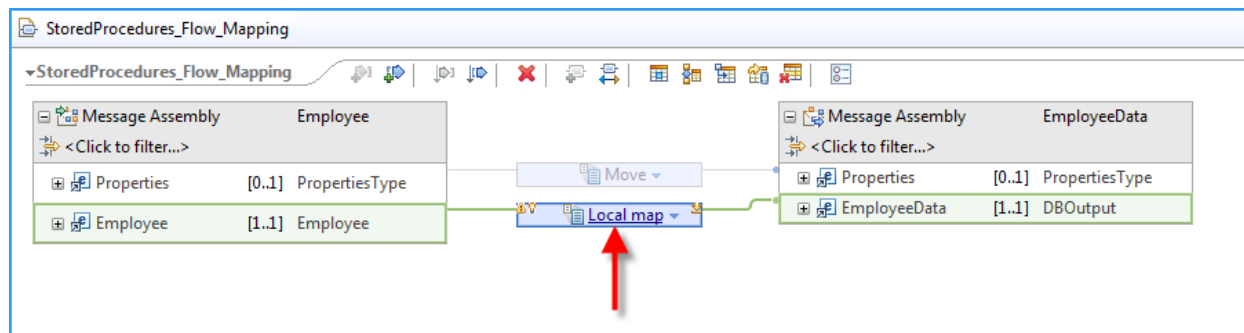 StoredProcedures_Flow_Mapping
StoredProcedures_Flow_Mapping
Message Assembly Employee
<Click to filter...>
Properties [0..1] PropertiesType
Employee [1..1] Employee
Move
Local map
Message Assembly EmployeeData
<Click to filter...>
Properties [0..1] PropertiesType
EmployeeData [1..1] DBOutput